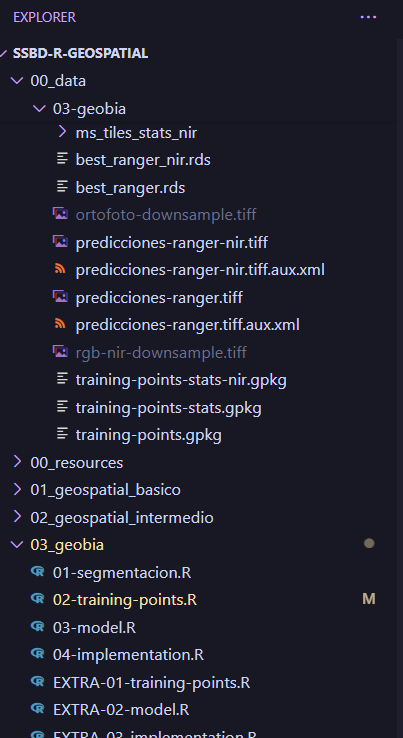 EXPLORER ...
SSBD-R-GEOSPATIAL
00_data
03-geobia
ms_tiles_stats_nir
best_ranger_nir.rds
best_ranger.rds
ortofoto-downsample.tiff
predicciones-ranger-nir.tiff
predicciones-ranger-nir.tiff.aux.xml
predicciones-ranger.tiff
predicciones-ranger.tiff.aux.xml
rgb-nir-downsample.tiff
training-points-stats-nir.gpkg
training-points-stats.gpkg
training-points.gpkg
00_resources
01_geospatial_basico
02_geospatial_intermedio
03_geobia
01-segmentacion.R
02-training-points.R M
03-model.R
04-implementation.R
EXTRA-01-training-points.R
EXTRA-02-model.R
EXTRA-03-implementation.R